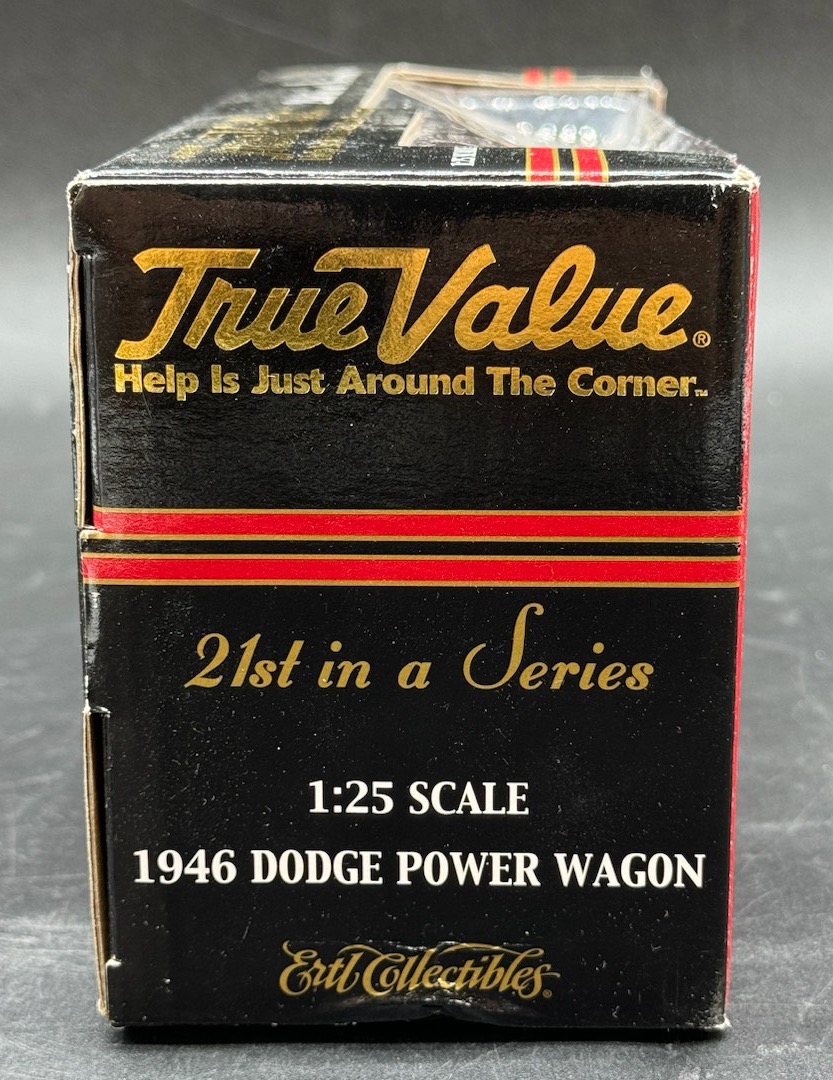 True Value®
Help Is Just Around The Corner™
21st in a Series
1:25 SCALE
1946 DODGE POWER WAGON
Ertl Collectibles®